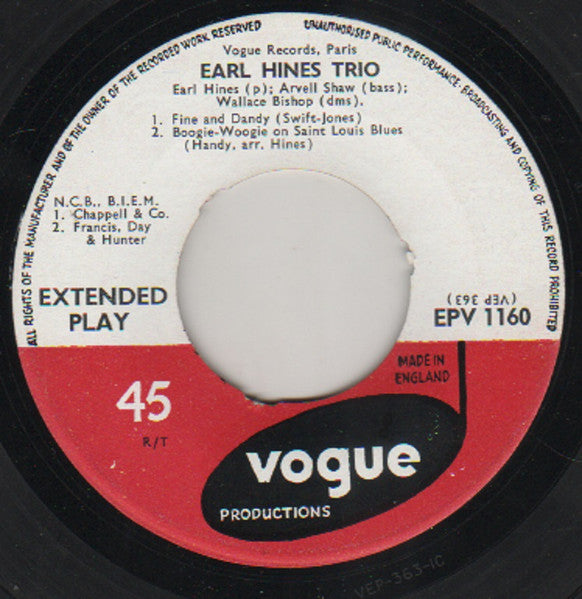 ALL RIGHTS OF THE MANUFACTURER AND OF THE OWNER OF THE RECORDED WORK RESERVED
UNAUTHORISED PUBLIC PERFORMANCE·BROADCASTING AND COPYING OF THIS RECORD PROHIBITED
Vogue Records, Paris
EARL HINES TRIO
Earl Hines (p); Arvell Shaw (bass);
Wallace Bishop (dms).
1. Fine and Dandy (Swift-Jones)
2. Boogie-Woogie on Saint Louis Blues
(Handy, arr. Hines)
N.C.B., B.I.E.M.
1. Chappell & Co.
2. Francis, Day
& Hunter
EXTENDED
PLAY
(VEP 363)
EPV 1160
MADE IN
ENGLAND
45
R/T
vogue
PRODUCTIONS
VEP-363-1C